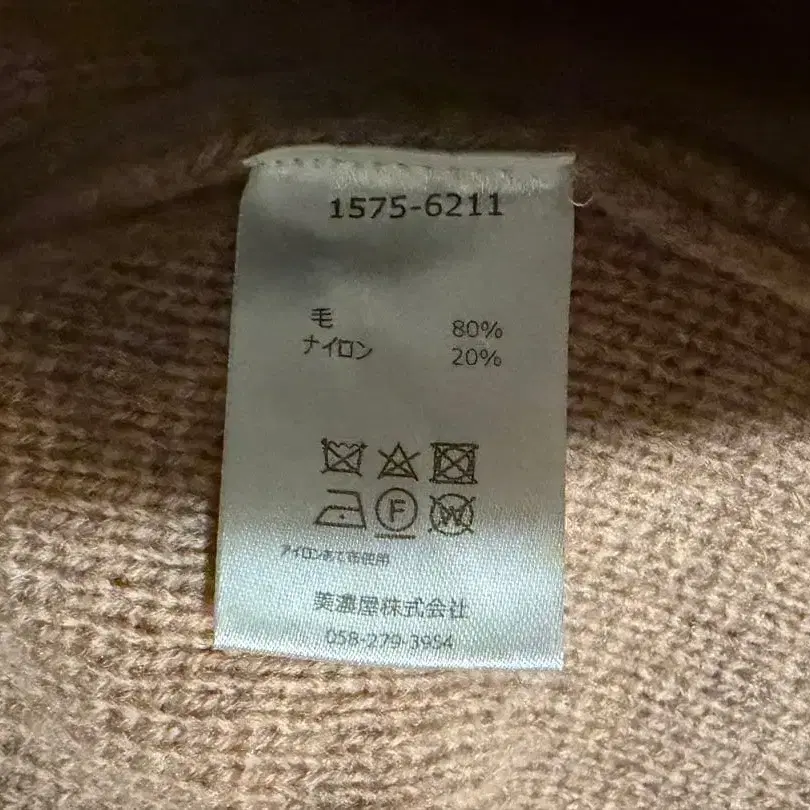 1575-6211
毛 80%
ナイロン 20%
F W
アイロンあて布使用
美濃屋株式会社
058-279-3954